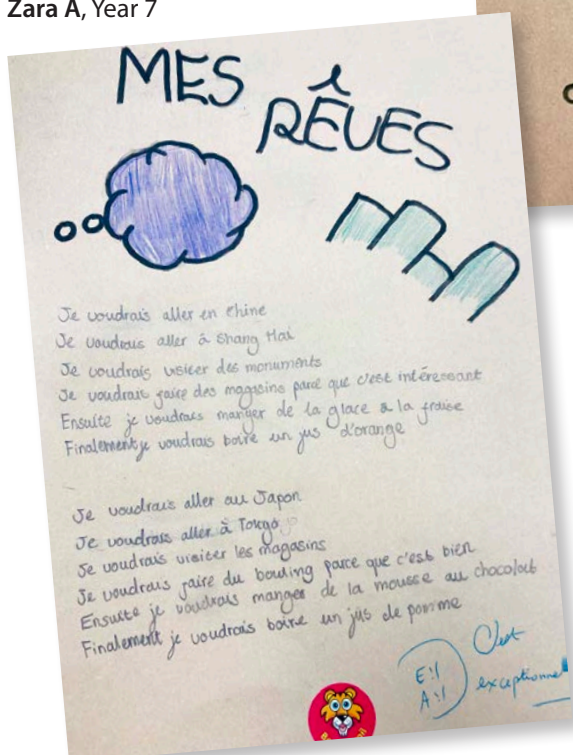 Zara A, Year 7
MES
RÊVES
Je voudrais aller en Chine
Je voudrais aller à Shang Hai
Je voudrais visiter des monuments
Je voudrais faire des magasins parce que c'est intéressant
Ensuite je voudrais manger de la glace à la fraise
Finalement je voudrais boire un jus d'orange
Je voudrais aller au Japon
Je voudrais aller à Tokyo
Je voudrais visiter les magasins
Je voudrais faire du bowling parce que c'est bien
Ensuite je voudrais manger de la mousse au chocolat
Finalement je voudrais boire un jus de pomme
E:1
A:1
C'est
exceptionnel